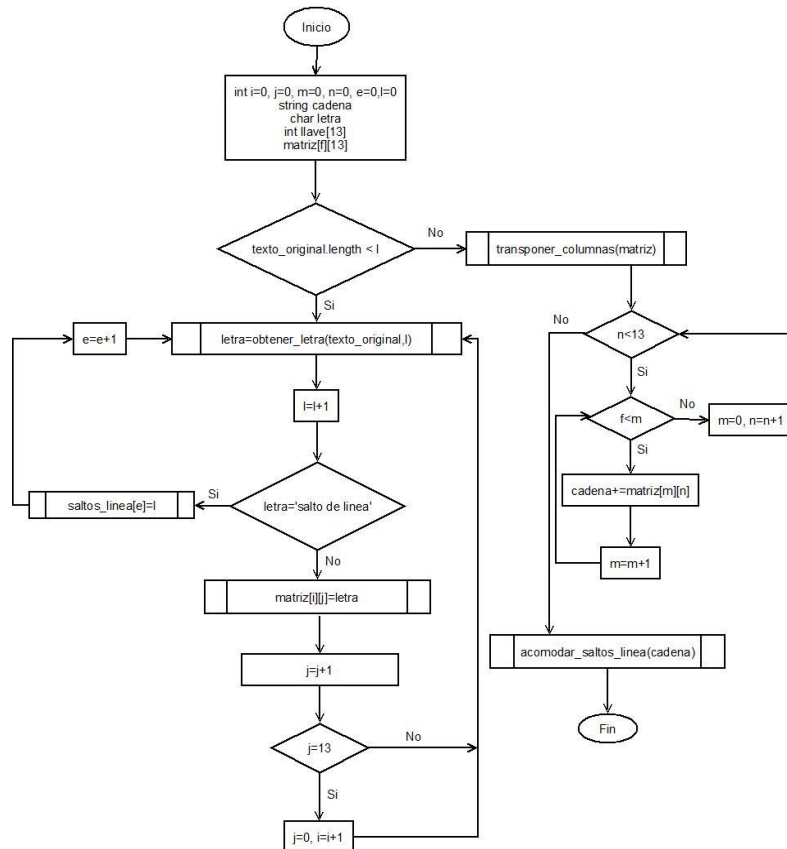 Inicio
int i=0, j=0, m=0, n=0, e=0,l=0
string cadena
char letra
int llave[13]
matriz[f][13]
texto_original.length < l
No
transponer_columnas(matriz)
Si
e=e+1
letra=obtener_letra(texto_original,l)
l=l+1
letra='salto de linea'
Si
saltos_linea[e]=l
No
matriz[i][j]=letra
j=j+1
j=13
No
Si
j=0, i=i+1
n<13
No
Si
f<m
No
m=0, n=n+1
Si
cadena+=matriz[m][n]
m=m+1
acomodar_saltos_linea(cadena)
Fin